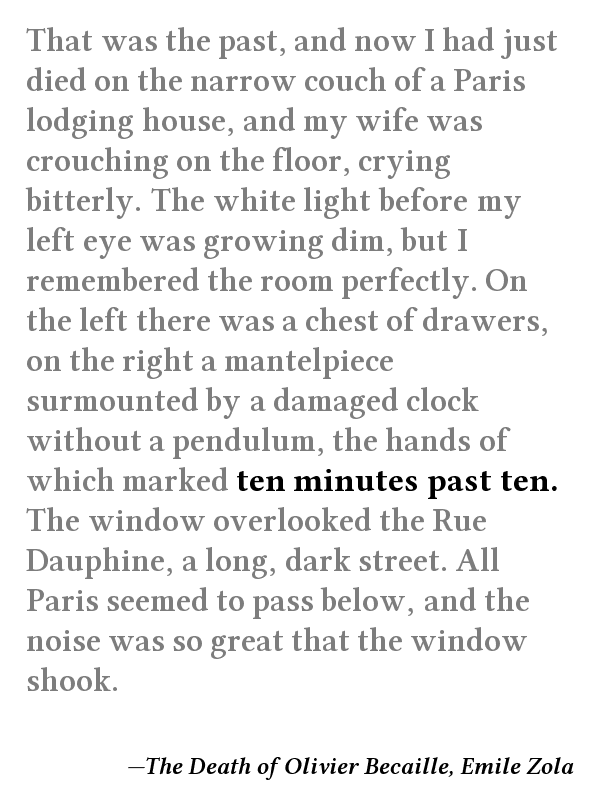 That was the past, and now I had just
died on the narrow couch of a Paris
lodging house, and my wife was
crouching on the floor, crying
bitterly. The white light before my
left eye was growing dim, but I
remembered the room perfectly. On
the left there was a chest of drawers,
on the right a mantelpiece
surmounted by a damaged clock
without a pendulum, the hands of
which marked ten minutes past ten.
The window overlooked the Rue
Dauphine, a long, dark street. All
Paris seemed to pass below, and the
noise was so great that the window
shook.
—The Death of Olivier Becaille, Emile Zola